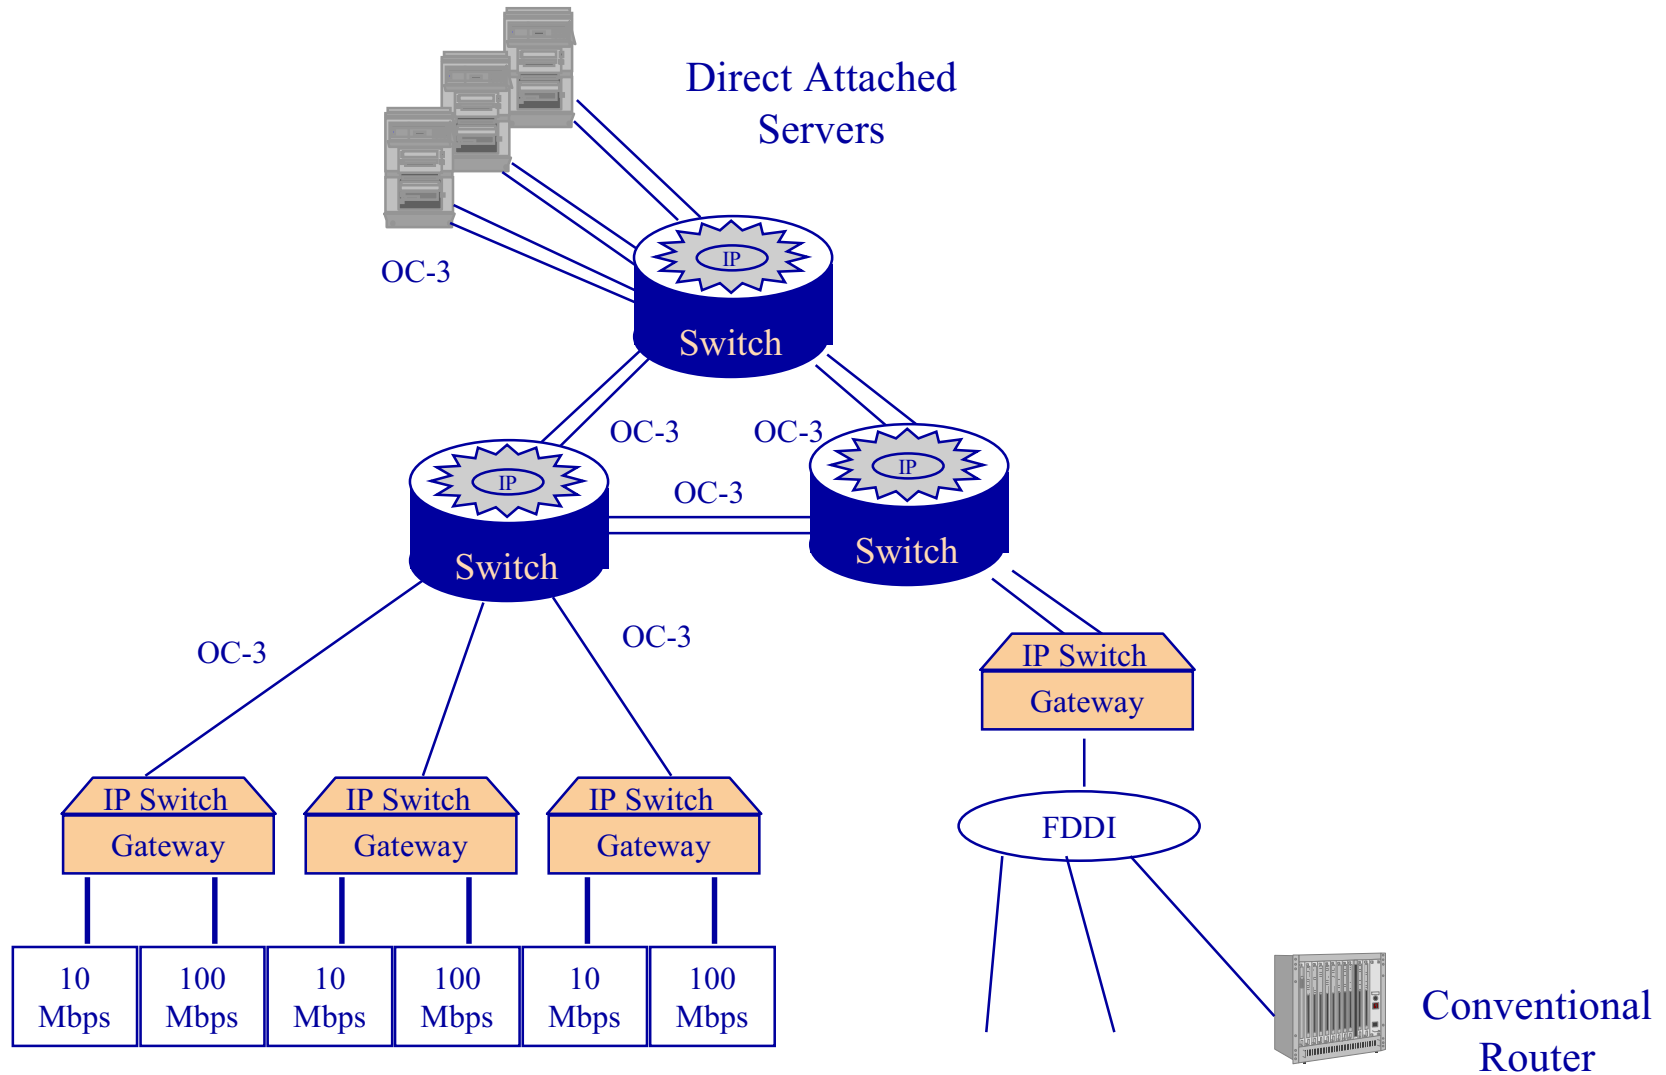 Direct Attached
Servers
OC-3
IP
Switch
OC-3
OC-3
IP
Switch
OC-3
IP
Switch
OC-3
OC-3
IP Switch
Gateway
IP Switch
Gateway
IP Switch
Gateway
IP Switch
Gateway
FDDI
10
Mbps
100
Mbps
10
Mbps
100
Mbps
10
Mbps
100
Mbps
Conventional
Router